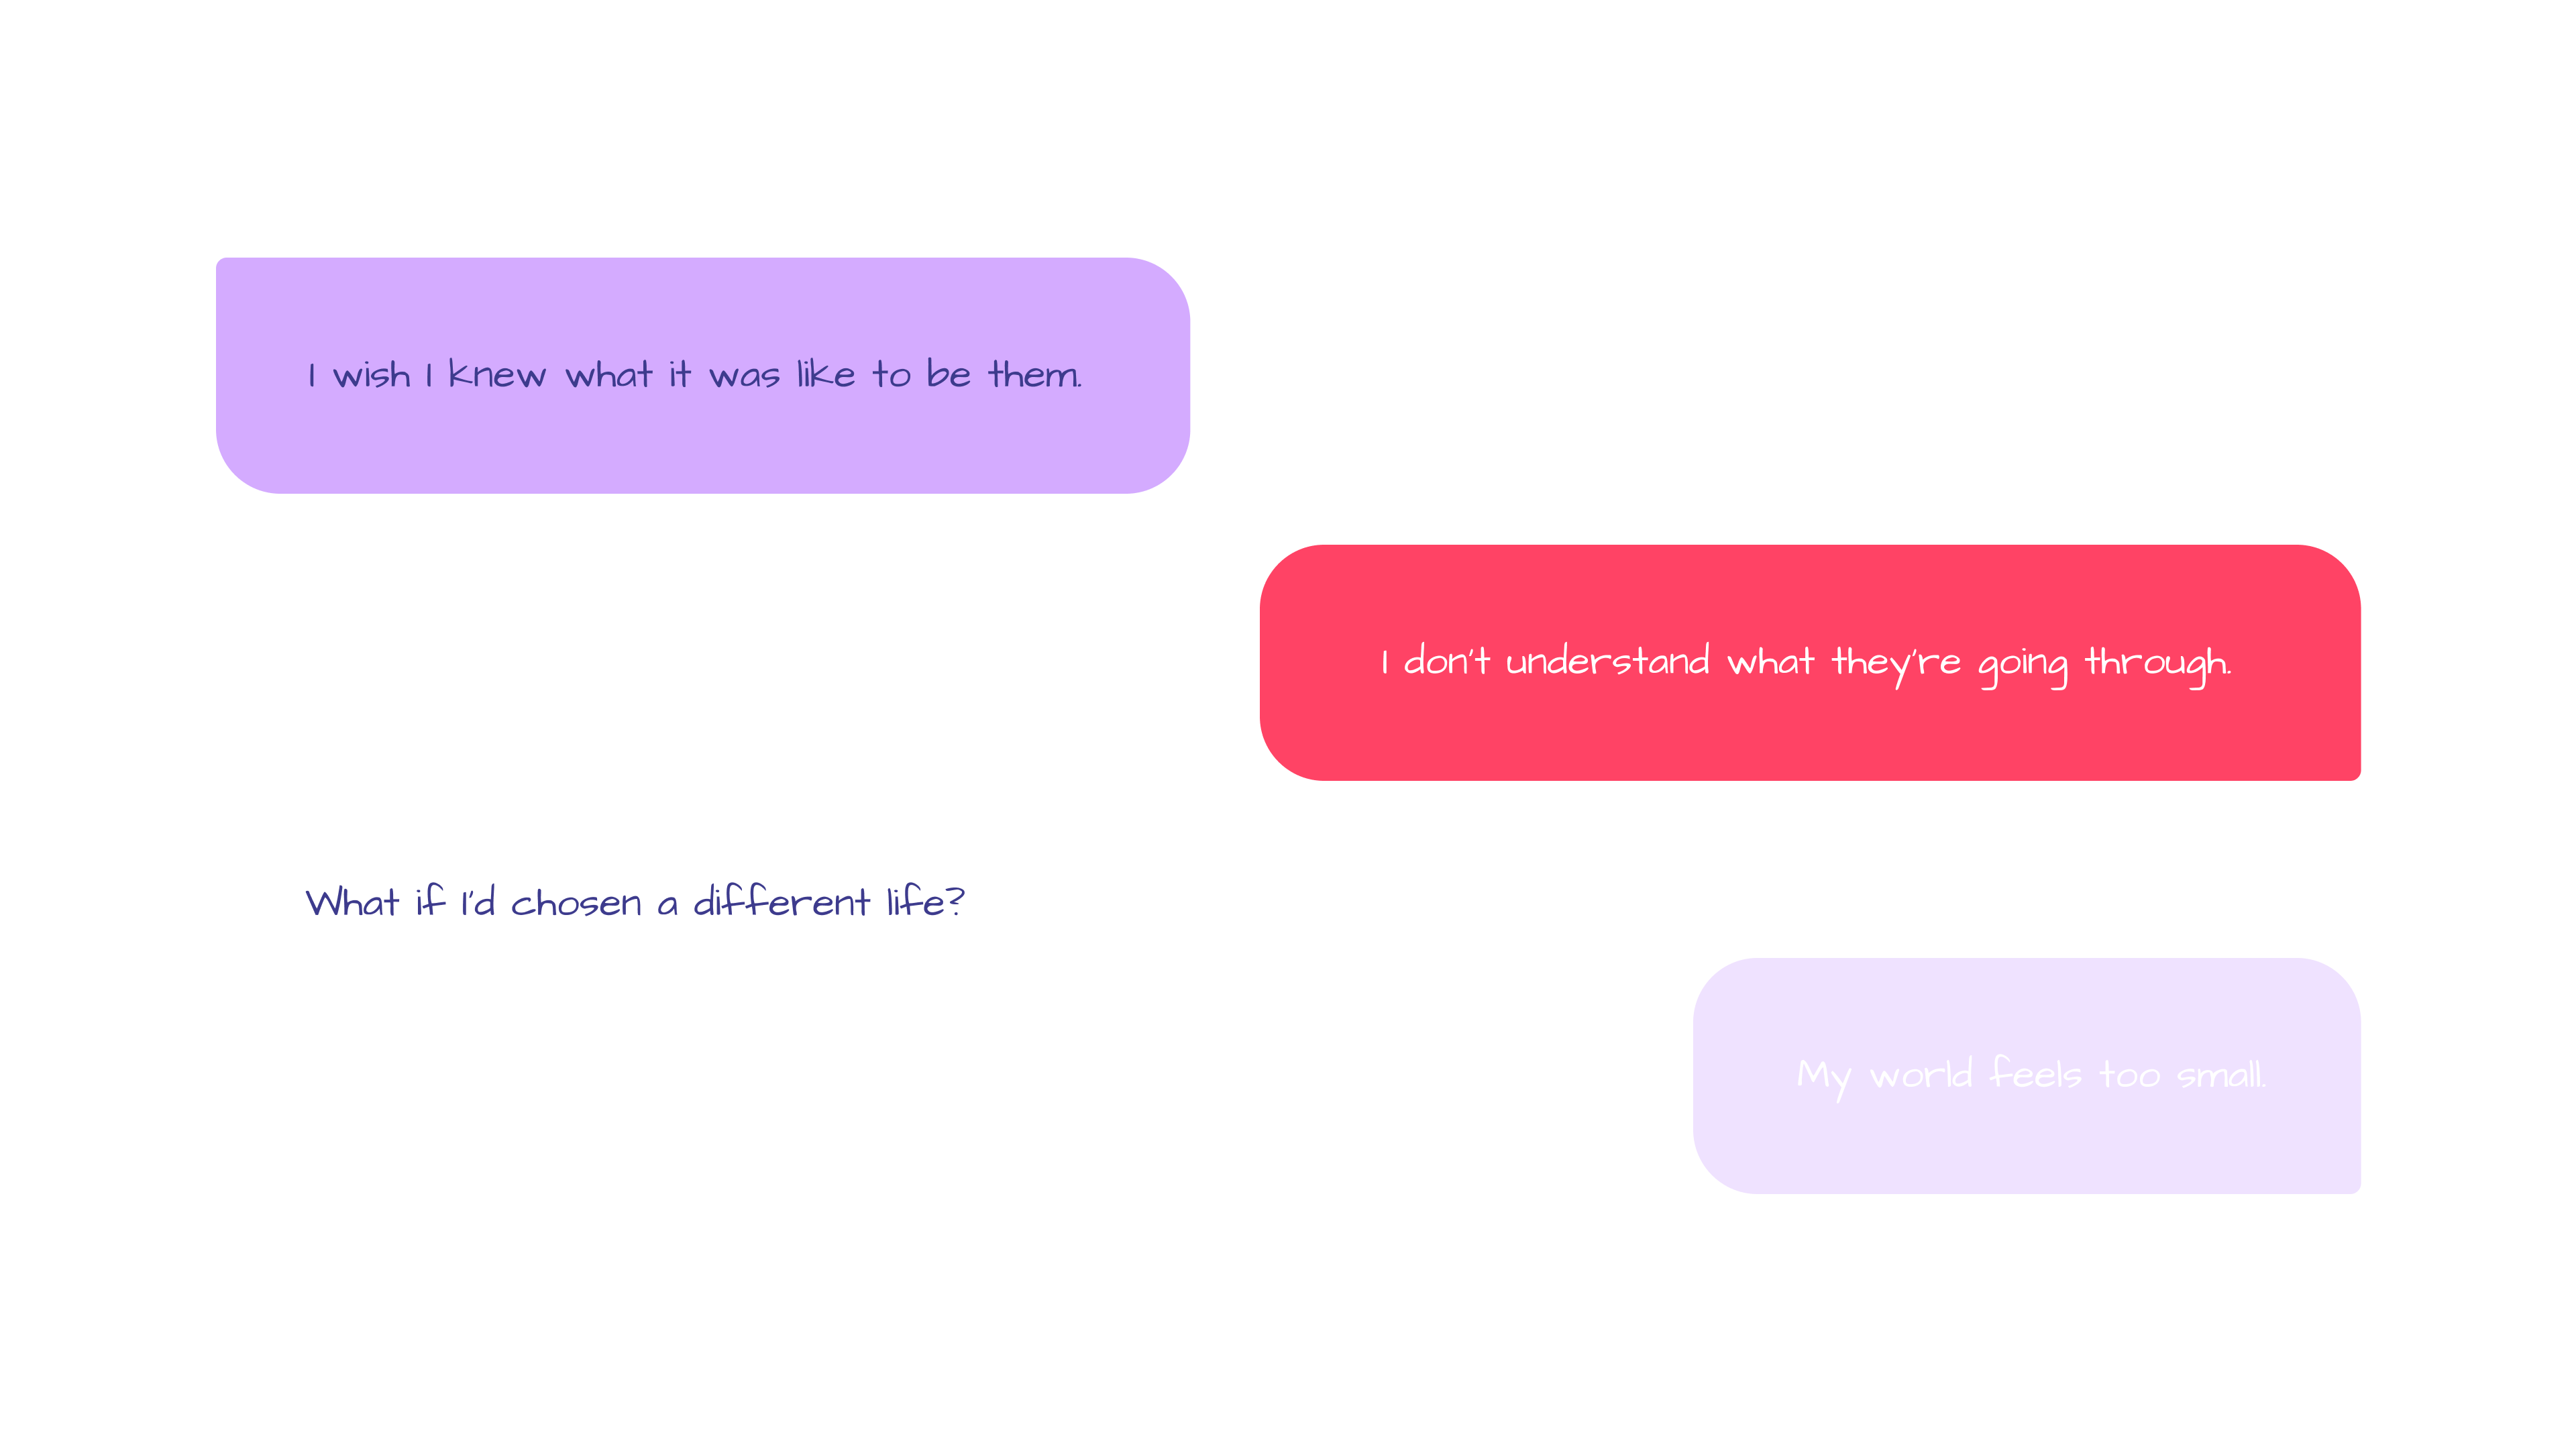 I wish I knew what it was like to be them.
I don't understand what they're going through.
What if I'd chosen a different life?
My world feels too small.